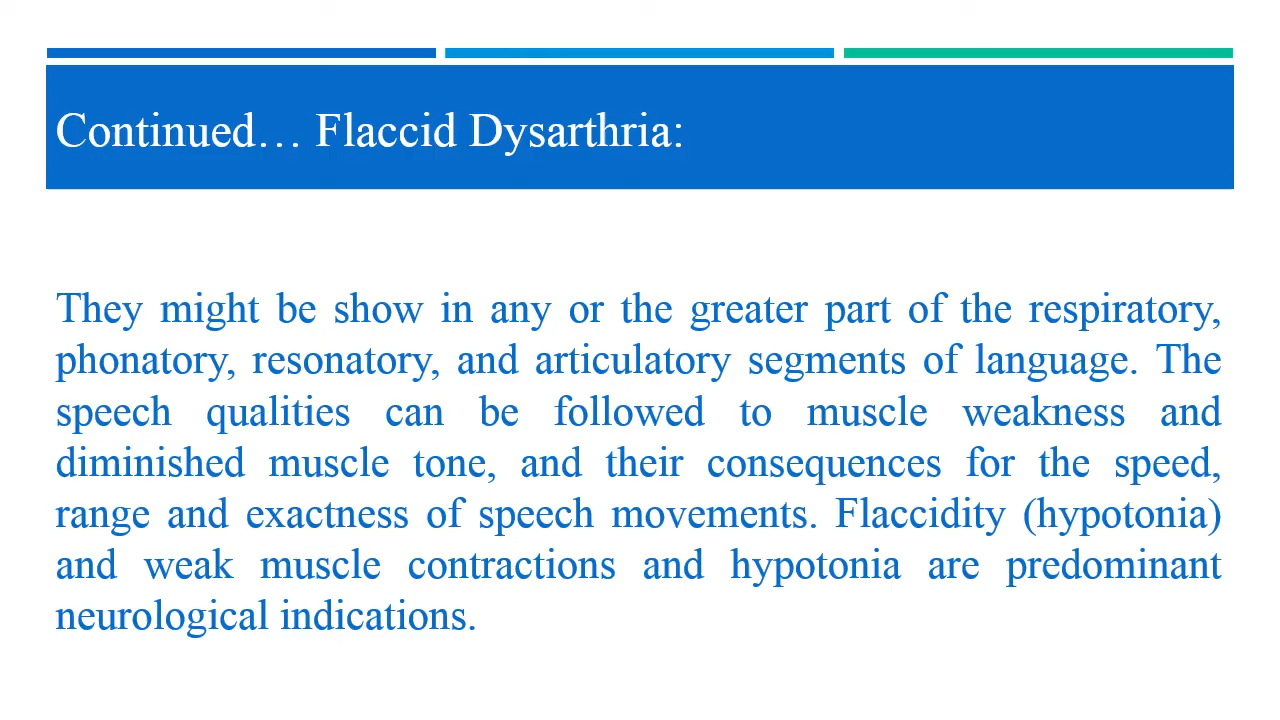 Continued… Flaccid Dysarthria:
They might be show in any or the greater part of the respiratory,
phonatory, resonatory, and articulatory segments of language. The
speech qualities can be followed to muscle weakness and
diminished muscle tone, and their consequences for the speed,
range and exactness of speech movements. Flaccidity (hypotonia)
and weak muscle contractions and hypotonia are predominant
neurological indications.